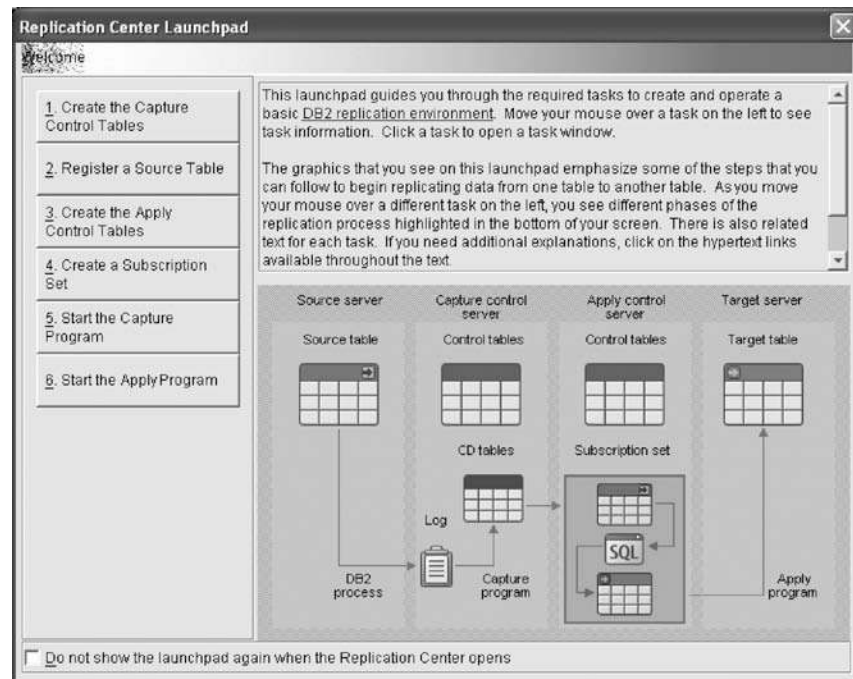 Replication Center Launchpad
Welcome
1. Create the Capture
Control Tables
2. Register a Source Table
3. Create the Apply
Control Tables
4. Create a Subscription
Set
5. Start the Capture
Program
6. Start the Apply Program
This launchpad guides you through the required tasks to create and operate a
basic DB2 replication environment. Move your mouse over a task on the left to see
task information. Click a task to open a task window.
The graphics that you see on this launchpad emphasize some of the steps that you
can follow to begin replicating data from one table to another table. As you move
your mouse over a different task on the left, you see different phases of the
replication process highlighted in the bottom of your screen. There is also related
text for each task. If you need additional explanations, click on the hypertext links
available throughout the text.
Source server
Capture control
server
Apply control
server
Target server
Source table
Control tables
Control tables
Target table
CD tables
Subscription set
Log
SQL
DB2
process
Capture
program
Apply
program
Do not show the launchpad again when the Replication Center opens